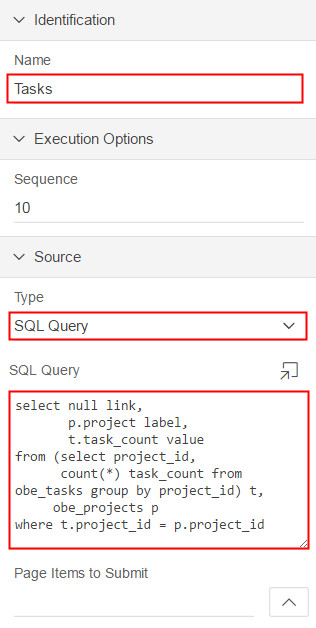 Identification
Name
Tasks
Execution Options
Sequence
10
Source
Type
SQL Query
SQL Query
select null link,
p.project label,
t.task_count value
from (select project_id,
count(*) task_count from
obe_tasks group by project_id) t,
obe_projects p
where t.project_id = p.project_id
Page Items to Submit